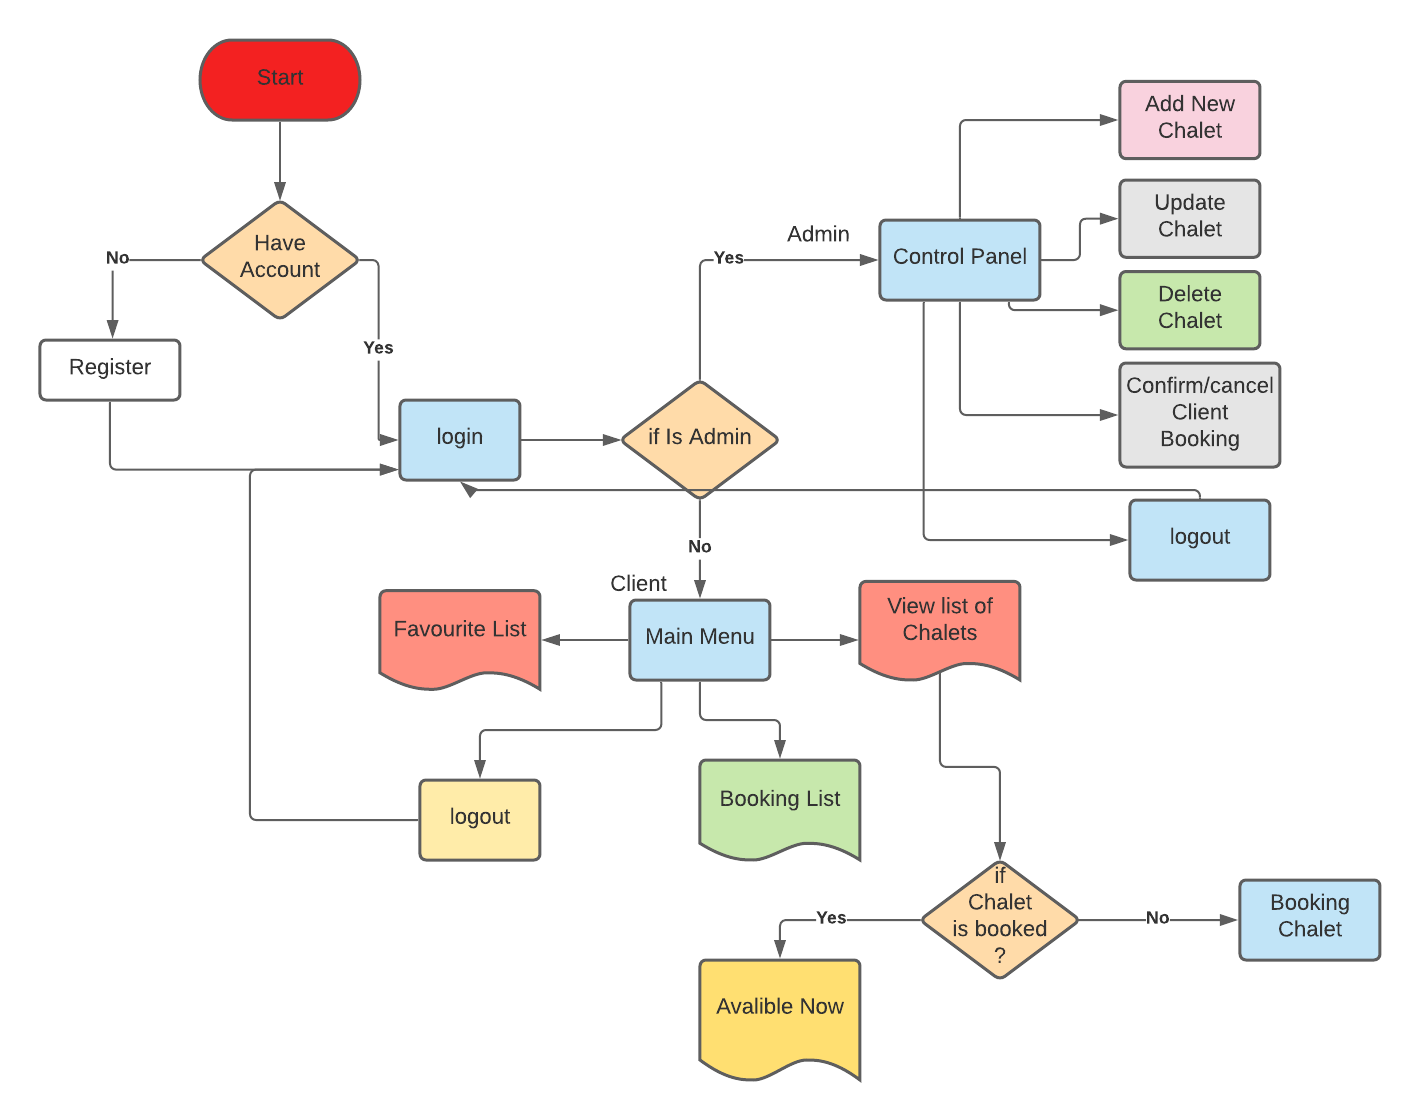 Start
Have
Account
No
Yes
Register
login
if Is Admin
Yes
Admin
Control Panel
Add New
Chalet
Update
Chalet
Delete
Chalet
Confirm/cancel
Client
Booking
logout
No
Client
Main Menu
Favourite List
View list of
Chalets
logout
Booking List
if
Chalet
is booked
?
Yes
No
Booking
Chalet
Avalible Now